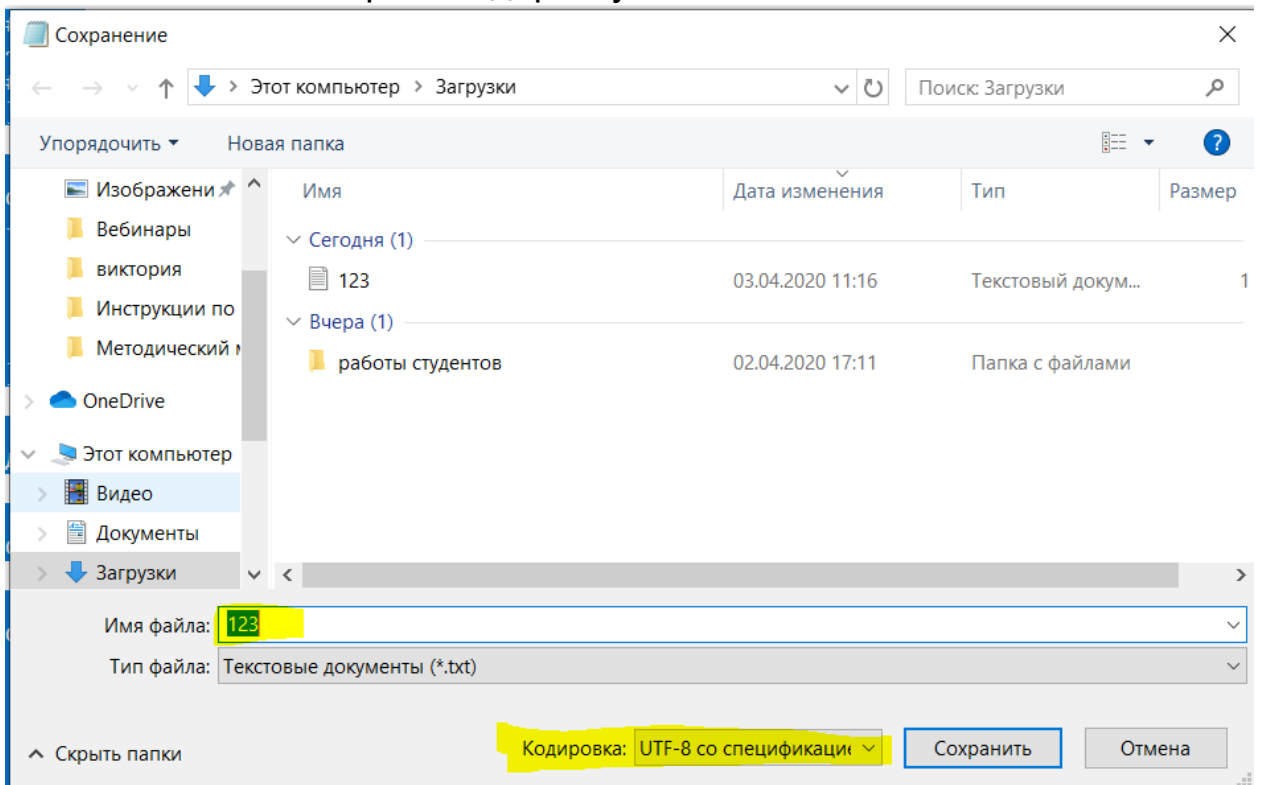 Сохранение
Этот компьютер > Загрузки
Поиск: Загрузки
Упорядочить
Новая папка
Изображени
Вебинары
виктория
Инструкции по
Методический
OneDrive
Этот компьютер
Видео
Документы
Загрузки
Имя Дата изменения Тип Размер
Сегодня (1)
123 03.04.2020 11:16 Текстовый докум... 1
Вчера (1)
работы студентов 02.04.2020 17:11 Папка с файлами
Имя файла: 123
Тип файла: Текстовые документы (*.txt)
Скрыть папки
Кодировка: UTF-8 со спецификацие
Сохранить
Отмена